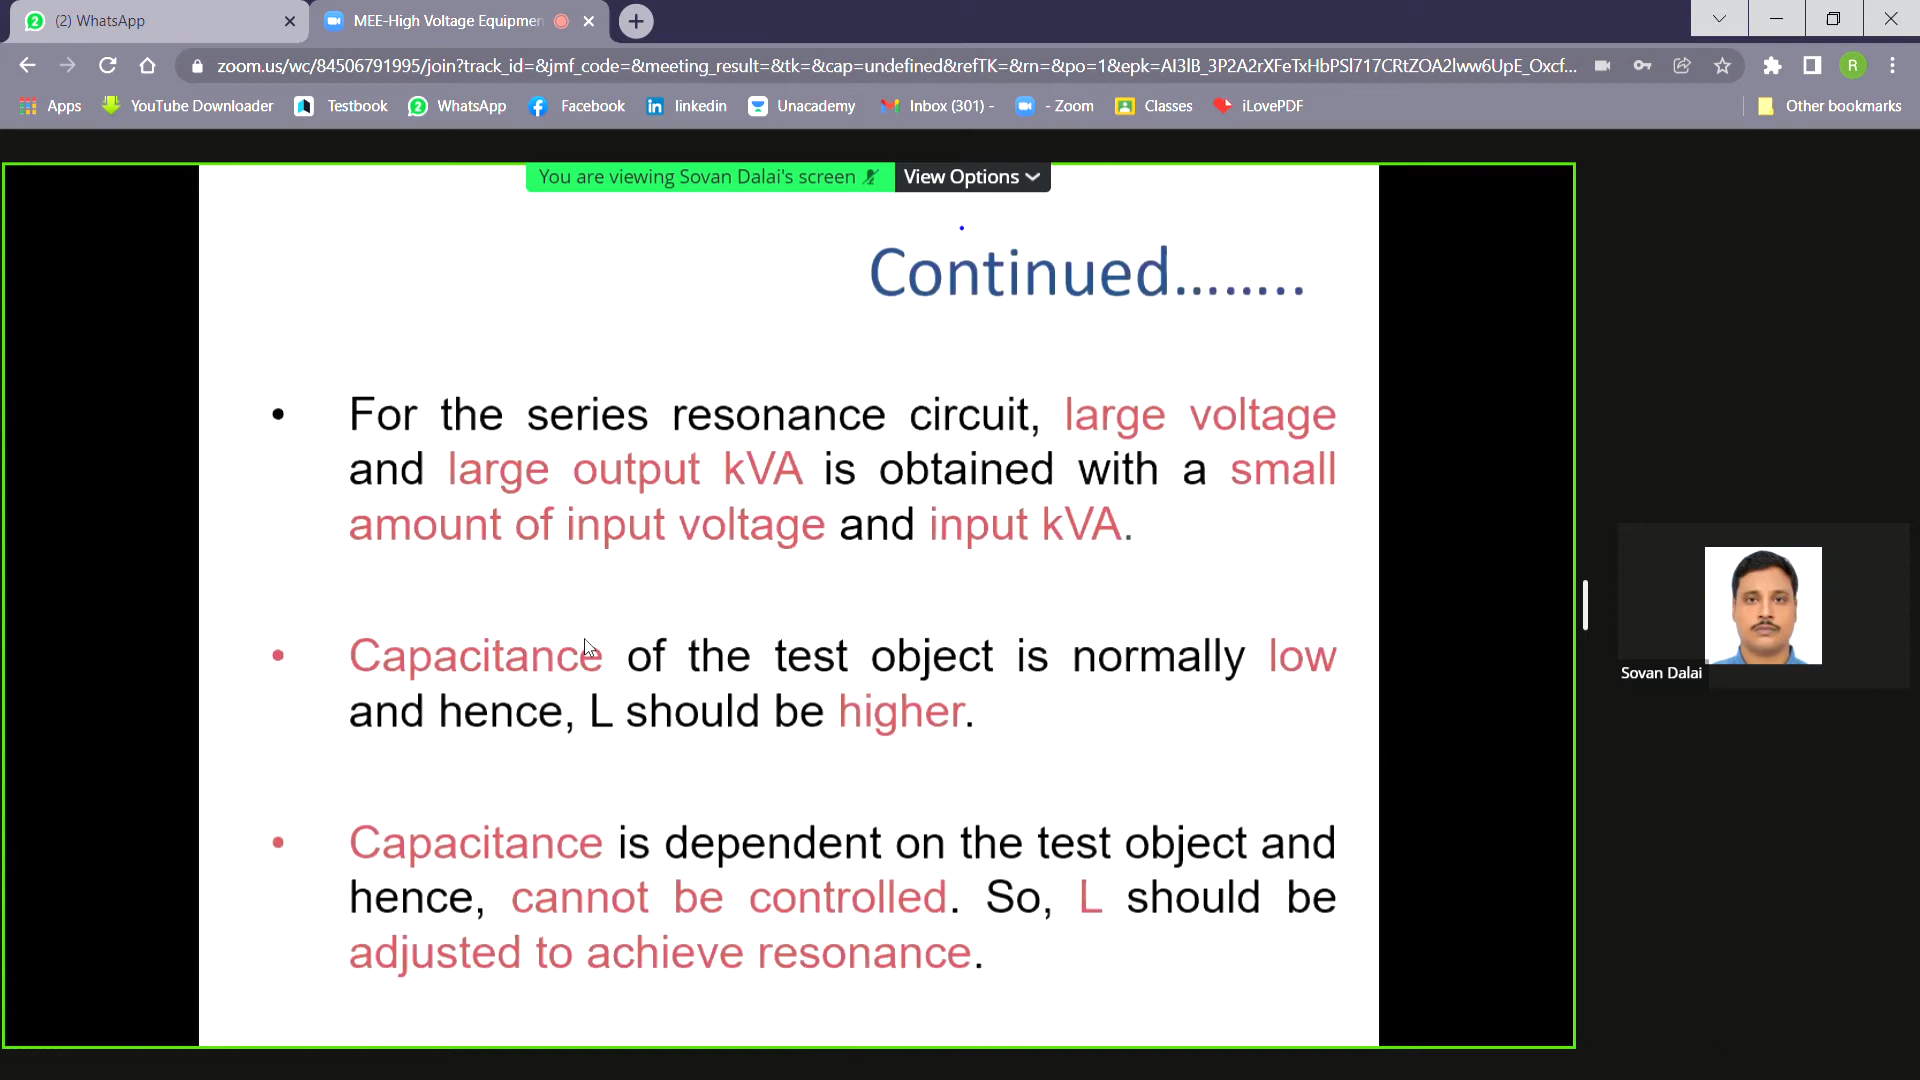 2
(2) WhatsApp
MEE-High Voltage Equipmen
zoom.us/wc/84506791995/join?track_id=&jmf_code=&meeting_result=&tk=&cap=undefined&refTK=&rn=&po=1&epk=AI3lB_3P2A2rXFeTxHbPSl717CRtZOA2lww6UpE_Oxcf...
R
Apps
YouTube Downloader
Testbook
2 WhatsApp
Facebook
linkedin
Unacademy
Inbox (301) -
- Zoom
Classes
iLovePDF
Other bookmarks
You are viewing Sovan Dalai's screen
View Options
Continued........
• For the series resonance circuit, large voltage
and large output kVA is obtained with a small
amount of input voltage and input kVA.
• Capacitance of the test object is normally low
and hence, L should be higher.
• Capacitance is dependent on the test object and
hence, cannot be controlled. So, L should be
adjusted to achieve resonance.
Sovan Dalai